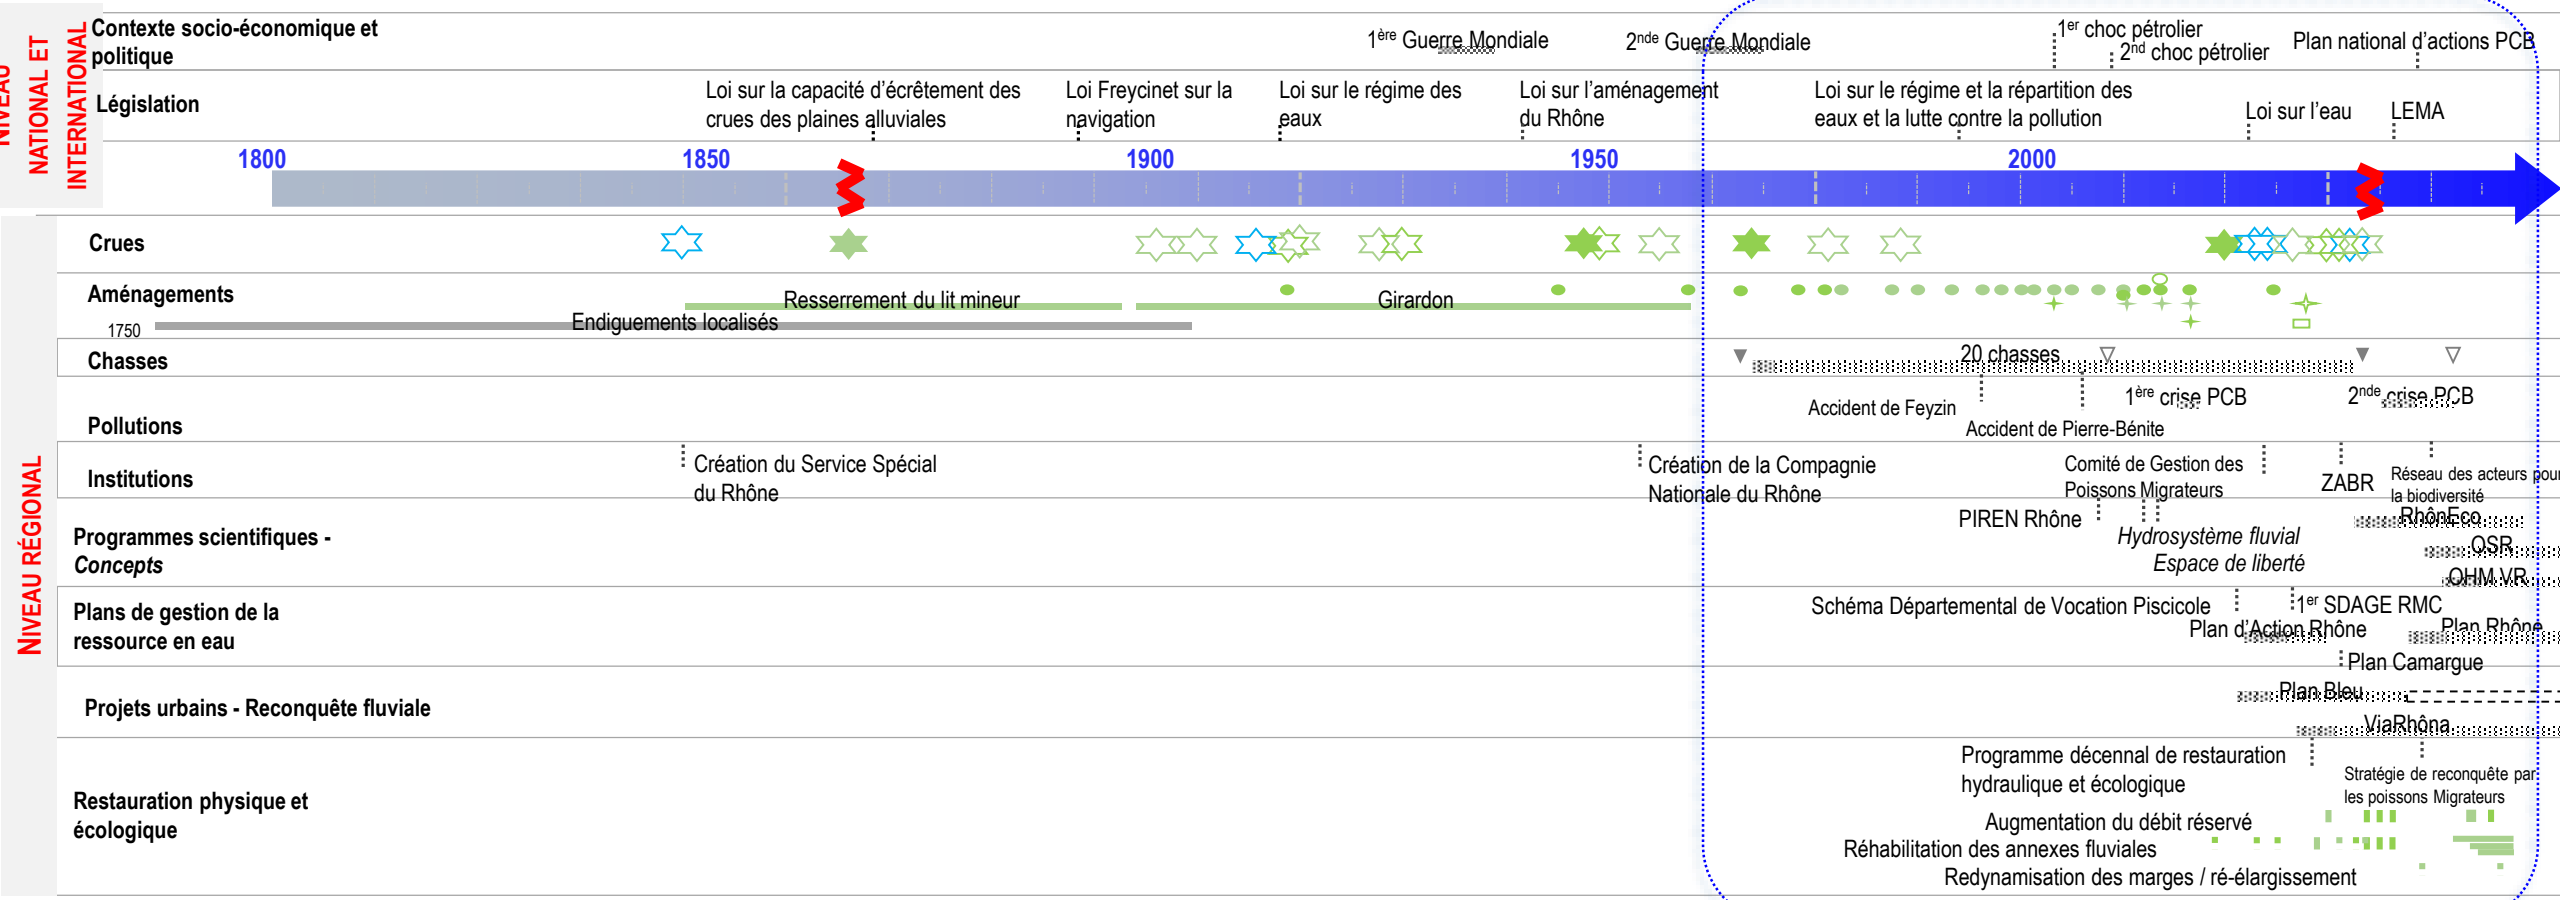 NIVEAU
NATIONAL ET
INTERNATIONAL
Contexte socio-économique et
politique
1ère Guerre Mondiale
2nde Guerre Mondiale
1er choc pétrolier
2nd choc pétrolier
Plan national d'actions PCB
Législation
Loi sur la capacité d'écrêtement des
crues des plaines alluviales
Loi Freycinet sur la
navigation
Loi sur le régime des
eaux
Loi sur l'aménagement
du Rhône
Loi sur le régime et la répartition des
eaux et la lutte contre la pollution
Loi sur l'eau
LEMA
1800
1850
1900
1950
2000
NIVEAU RÉGIONAL
Crues
Aménagements
Resserrement du lit mineur
Girardon
1750
Endiguements localisés
Chasses
20 chasses
Pollutions
Accident de Feyzin
Accident de Pierre-Bénite
1ère crise PCB
2nde crise PCB
Institutions
Création du Service Spécial
du Rhône
Création de la Compagnie
Nationale du Rhône
Comité de Gestion des
Poissons Migrateurs
ZABR
Réseau des acteurs pour
la biodiversité
Programmes scientifiques -
Concepts
PIREN Rhône
Hydrosystème fluvial
Espace de liberté
RhônEco
OSR
OHM VR
Plans de gestion de la
ressource en eau
Schéma Départemental de Vocation Piscicole
1er SDAGE RMC
Plan d'Action Rhône
Plan Rhône
Plan Camargue
Projets urbains - Reconquête fluviale
Plan Bleu
ViaRhôna
Restauration physique et
écologique
Programme décennal de restauration
hydraulique et écologique
Stratégie de reconquête par
les poissons Migrateurs
Augmentation du débit réservé
Réhabilitation des annexes fluviales
Redynamisation des marges / ré-élargissement